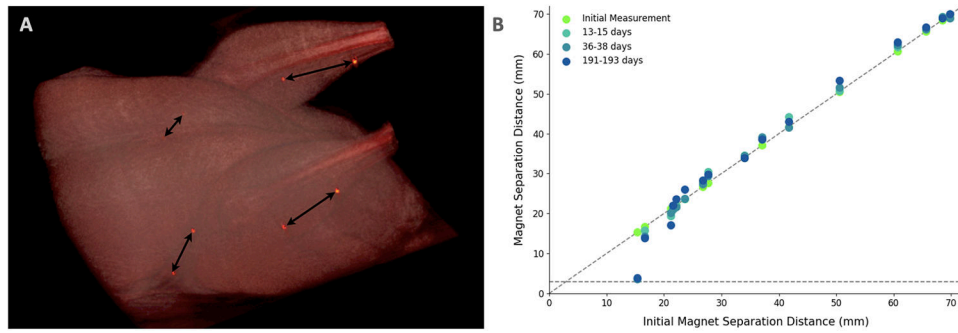 A
B
Initial Measurement
13-15 days
36-38 days
191-193 days
Magnet Separation Distance (mm)
70
60
50
40
30
20
10
0
0 10 20 30 40 50 60 70
Initial Magnet Separation Distance (mm)